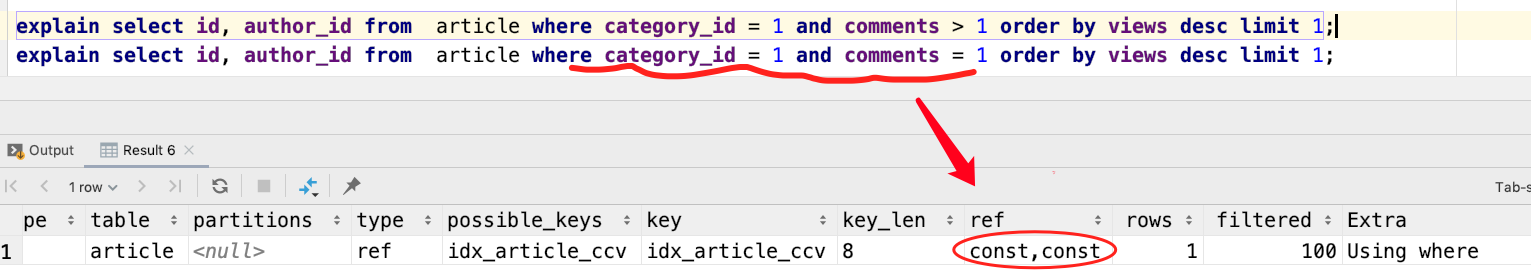 explain select id, author_id from  article where category_id = 1 and comments > 1 order by views desc limit 1;
explain select id, author_id from  article where category_id = 1 and comments = 1 order by views desc limit 1;
Output Result 6
1 row Tab-s
pe table partitions type possible_keys key key_len ref rows filtered Extra
1 article <null> ref idx_article_ccv idx_article_ccv 8 const,const 1 100 Using where